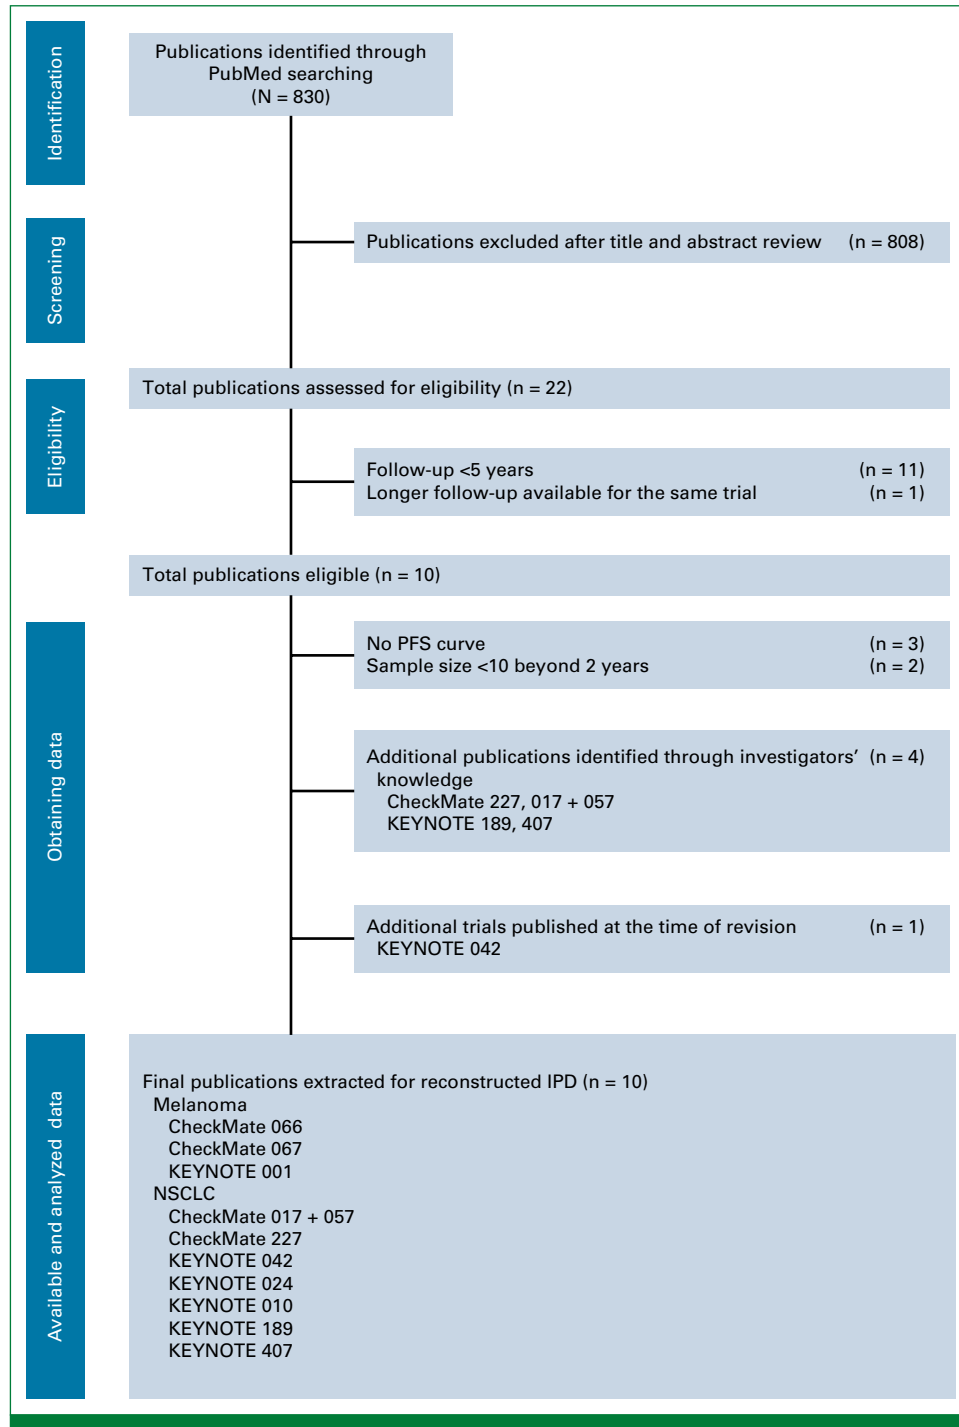 Identification
Publications identified through
PubMed searching
(N = 830)
Screening
Publications excluded after title and abstract review (n = 808)
Eligibility
Total publications assessed for eligibility (n = 22)
Follow-up <5 years (n = 11)
Longer follow-up available for the same trial (n = 1)
Total publications eligible (n = 10)
Obtaining data
No PFS curve (n = 3)
Sample size <10 beyond 2 years (n = 2)
Additional publications identified through investigators’ (n = 4)
knowledge
CheckMate 227, 017 + 057
KEYNOTE 189, 407
Additional trials published at the time of revision (n = 1)
KEYNOTE 042
Available and analyzed data
Final publications extracted for reconstructed IPD (n = 10)
Melanoma
CheckMate 066
CheckMate 067
KEYNOTE 001
NSCLC
CheckMate 017 + 057
CheckMate 227
KEYNOTE 042
KEYNOTE 024
KEYNOTE 010
KEYNOTE 189
KEYNOTE 407